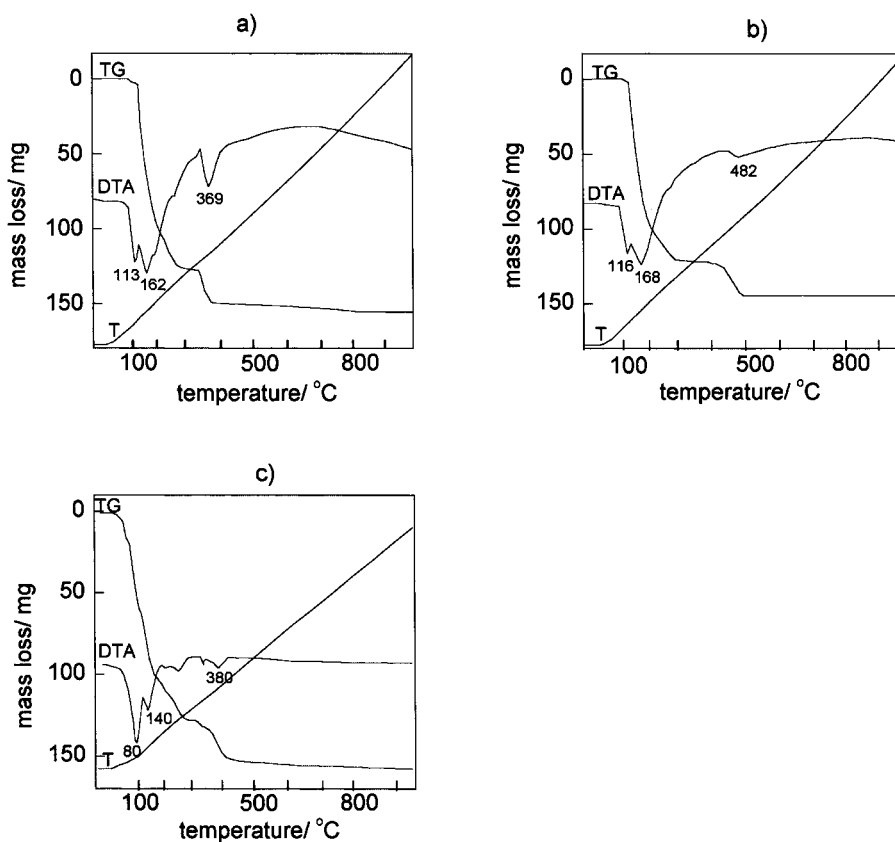 a)
TG
0
50
mass loss/ mg
DTA
100
369
113
162
150
T
100
500
800
temperature/ °C
b)
TG
0
50
mass loss/ mg
482
DTA
100
116
168
150
T
100
500
800
temperature/ °C
c)
0
TG
50
mass loss/ mg
DTA
100
380
140
80
150
T
100
500
800
temperature/ °C